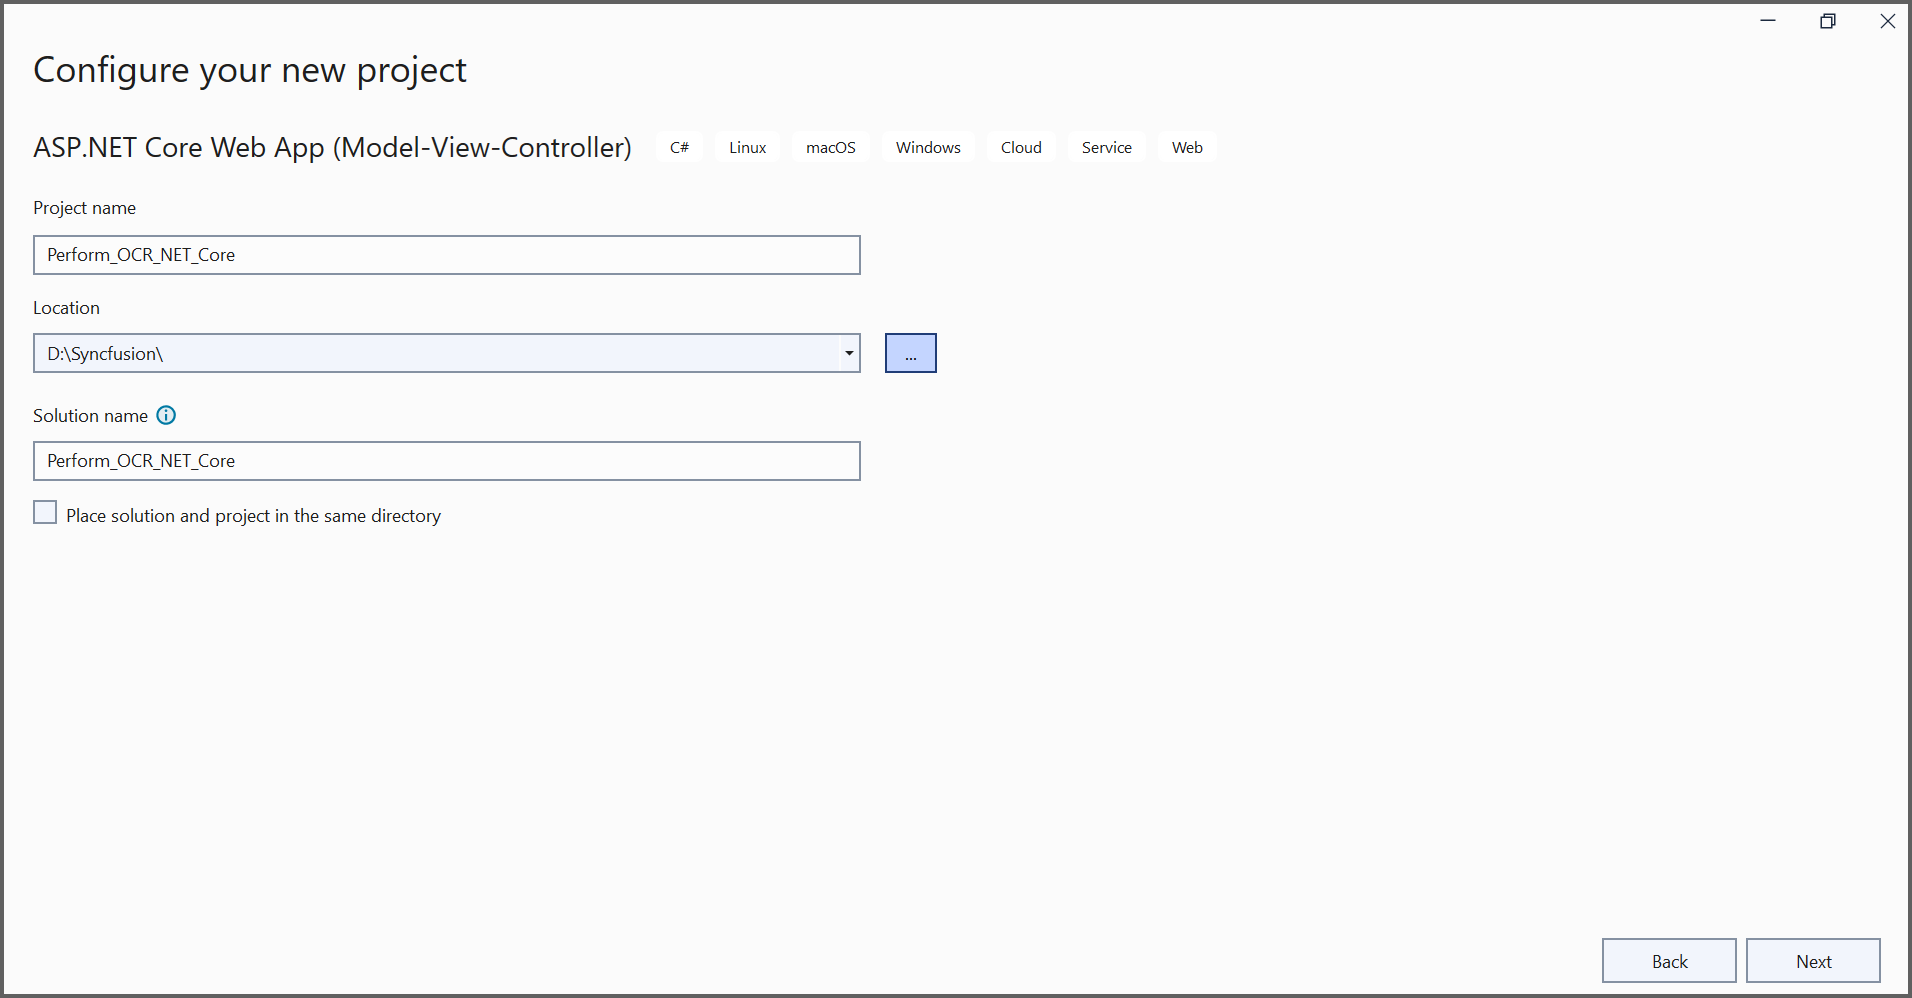 Configure your new project
ASP.NET Core Web App (Model-View-Controller) C# Linux macOS Windows Cloud Service Web
Project name
Perform_OCR_NET_Core
Location
D:\Syncfusion\
...
Solution name
Perform_OCR_NET_Core
Place solution and project in the same directory
Back Next